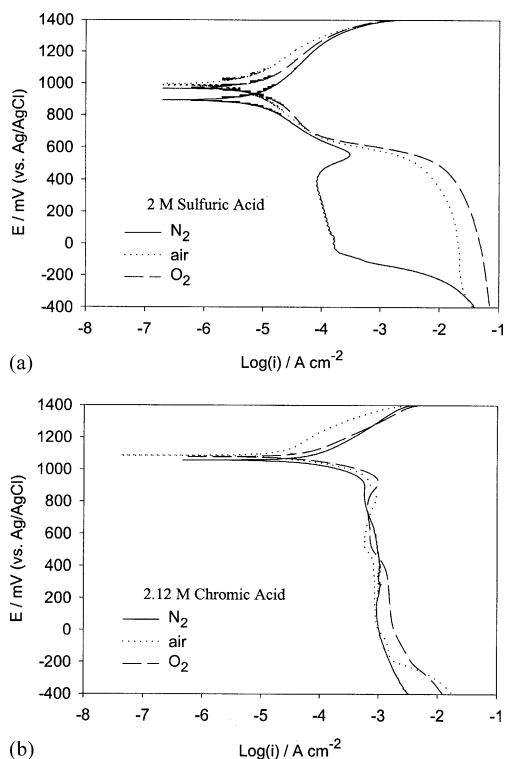 1400
1200
1000
800
600
400
200
0
-200
-400
E / mV (vs. Ag/AgCl)
2 M Sulfuric Acid
N2
air
O2
-8 -7 -6 -5 -4 -3 -2 -1
Log(i) / A cm-2
(a)
1400
1200
1000
800
600
400
200
0
-200
-400
E / mV (vs. Ag/AgCl)
2.12 M Chromic Acid
N2
air
O2
-8 -7 -6 -5 -4 -3 -2 -1
Log(i) / A cm-2
(b)